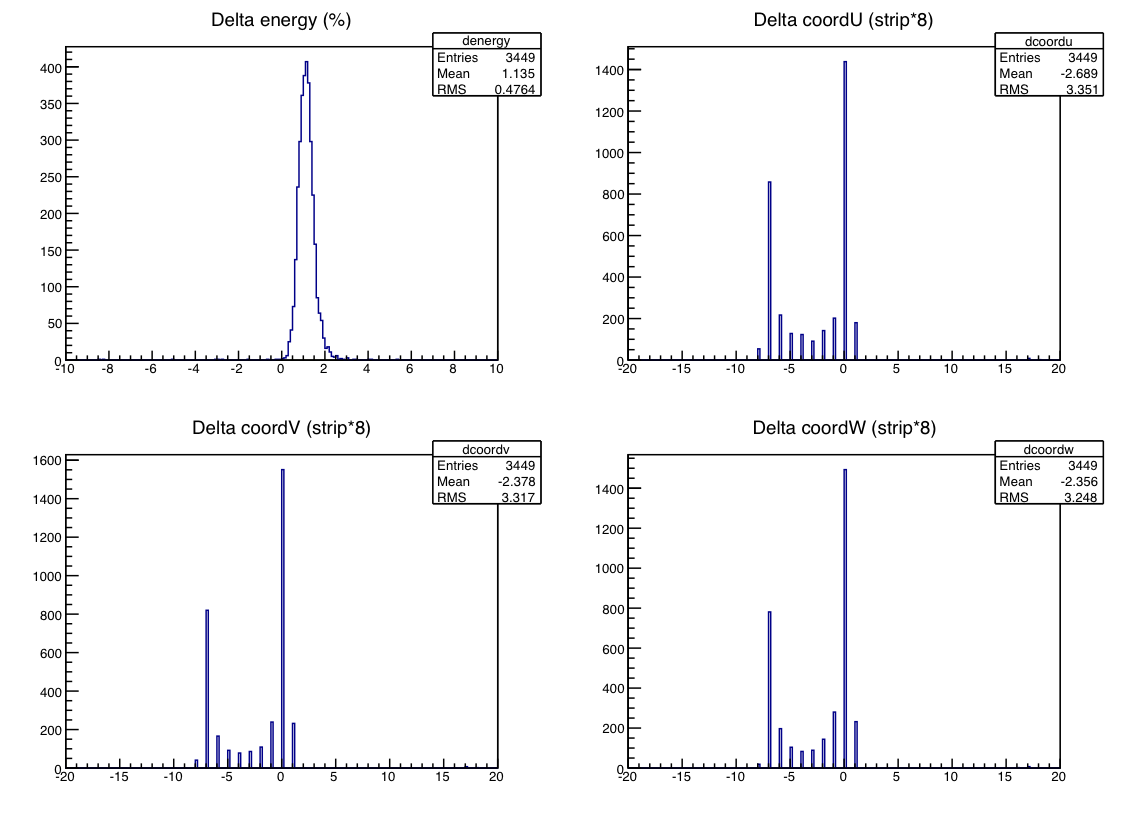 Delta energy (%)
denergy
Entries 3449
Mean 1.135
RMS 0.4764
400
350
300
250
200
150
100
50
0
-10 -8 -6 -4 -2 0 2 4 6 8 10
Delta coordU (strip*8)
dcoordu
Entries 3449
Mean -2.689
RMS 3.351
1400
1200
1000
800
600
400
200
0
-20 -15 -10 -5 0 5 10 15 20
Delta coordV (strip*8)
dcoordv
Entries 3449
Mean -2.378
RMS 3.317
1600
1400
1200
1000
800
600
400
200
0
-20 -15 -10 -5 0 5 10 15 20
Delta coordW (strip*8)
dcoordw
Entries 3449
Mean -2.356
RMS 3.248
1400
1200
1000
800
600
400
200
0
-20 -15 -10 -5 0 5 10 15 20